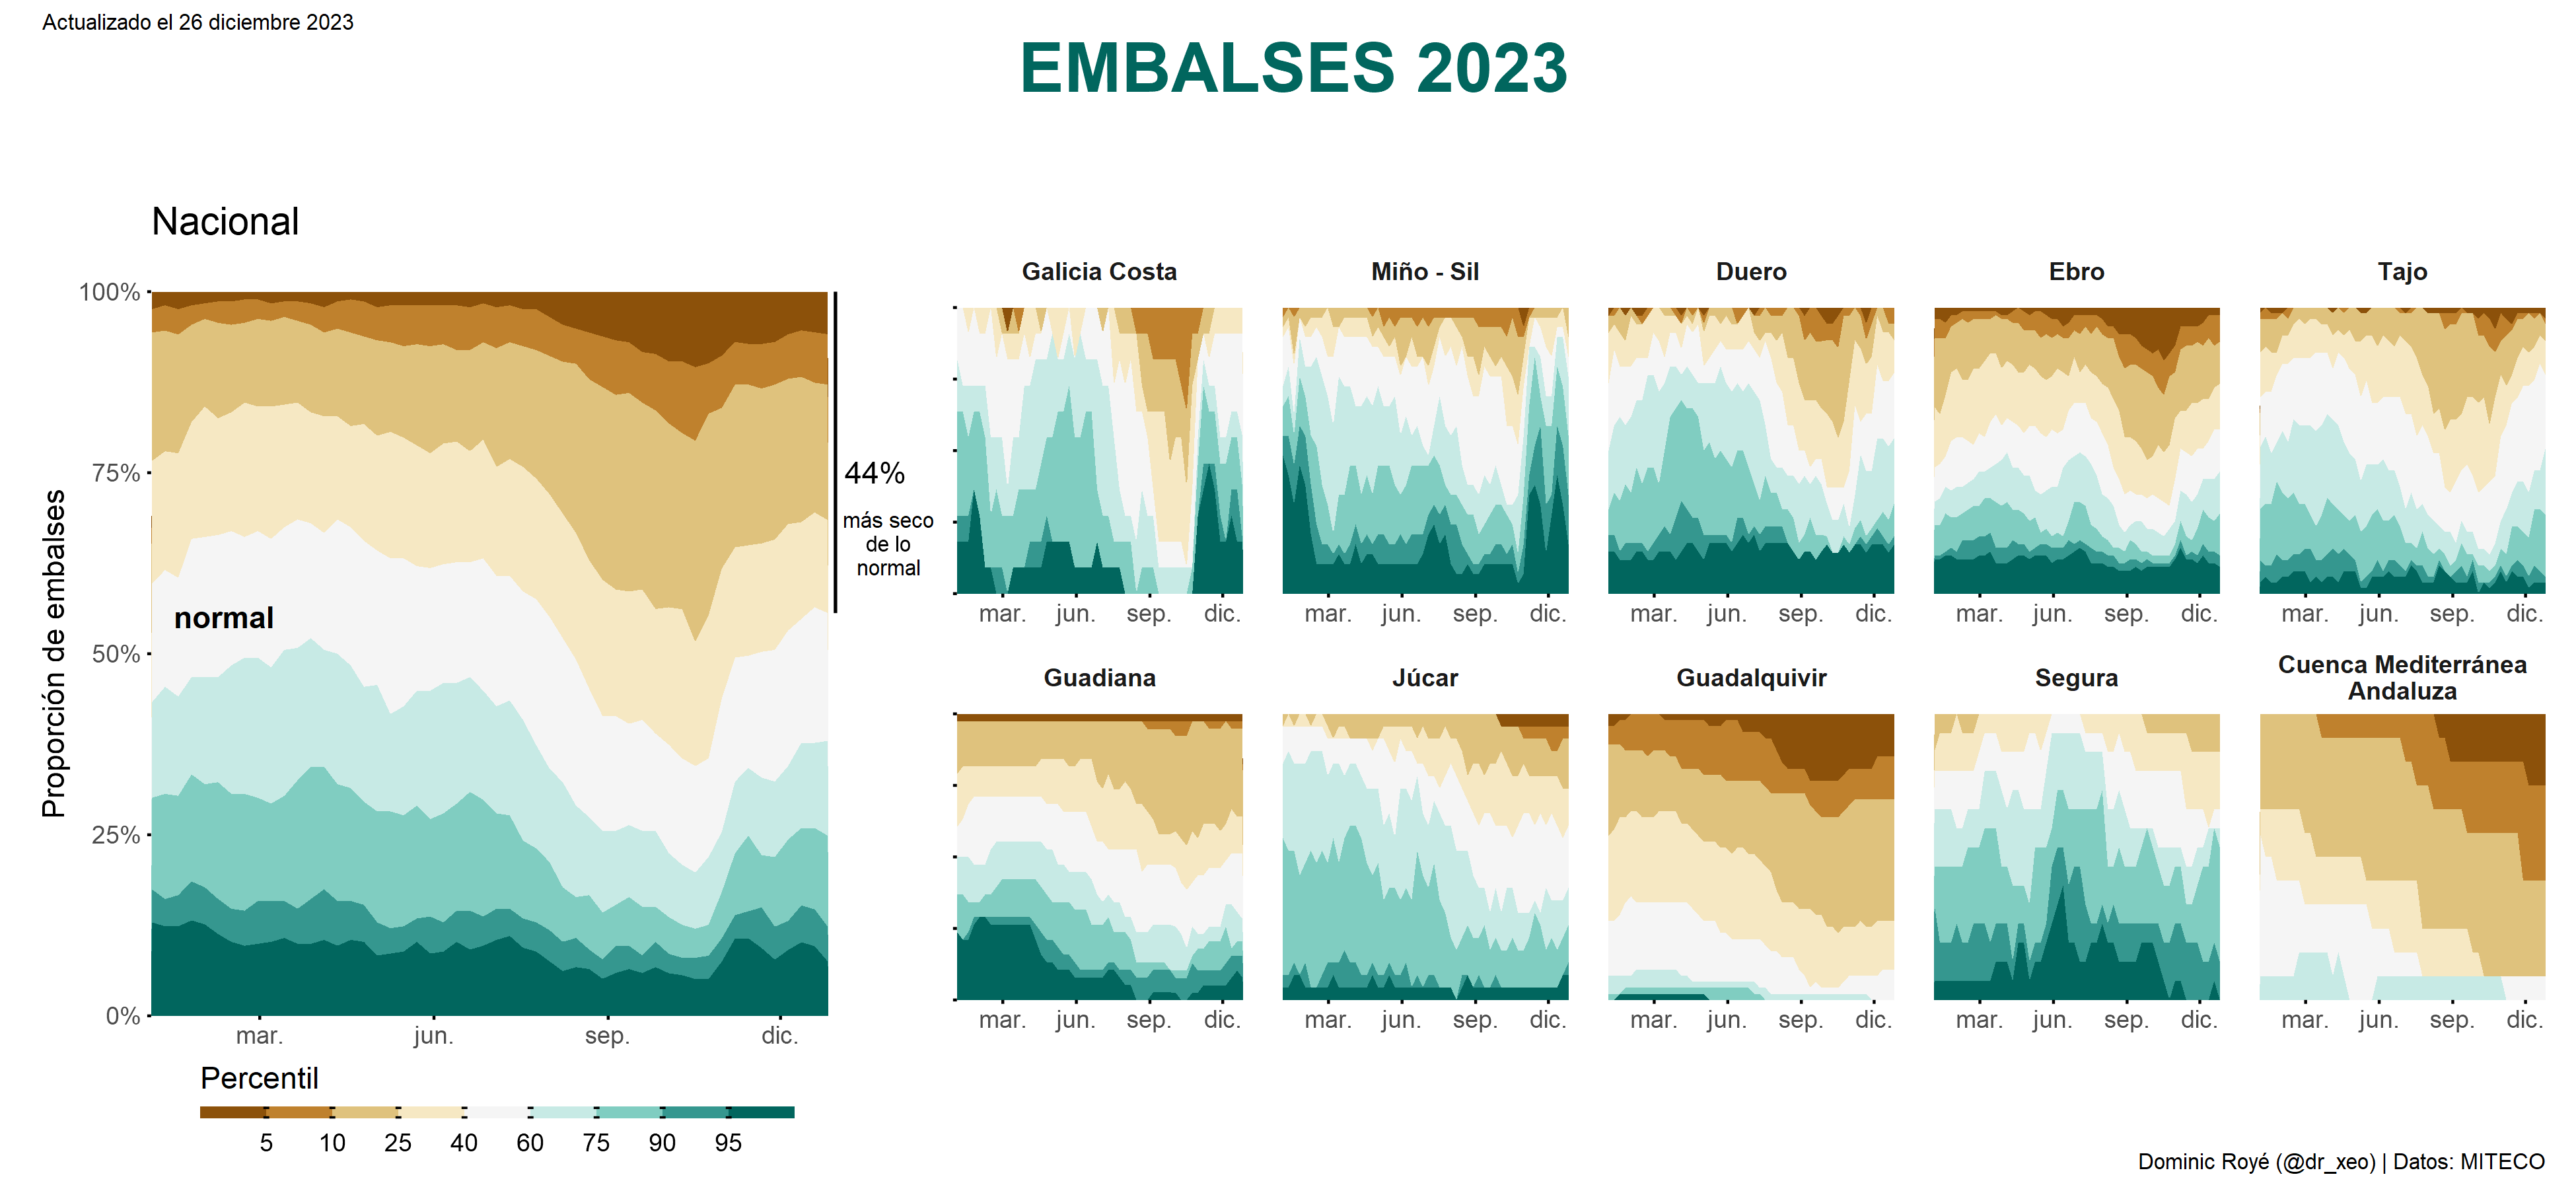 Actualizado el 26 diciembre 2023
EMBALSES 2023
Nacional
Proporción de embalses
100%
75%
50%
25%
0%
normal
44%
más seco
de lo
normal
mar. jun. sep. dic.
Percentil
5 10 25 40 60 75 90 95
Galicia Costa
Miño - Sil
Duero
Ebro
Tajo
mar. jun. sep. dic.
mar. jun. sep. dic.
mar. jun. sep. dic.
mar. jun. sep. dic.
mar. jun. sep. dic.
Guadiana
Júcar
Guadalquivir
Segura
Cuenca Mediterránea
Andaluza
mar. jun. sep. dic.
mar. jun. sep. dic.
mar. jun. sep. dic.
mar. jun. sep. dic.
mar. jun. sep. dic.
Dominic Royé (@dr_xeo) | Datos: MITECO